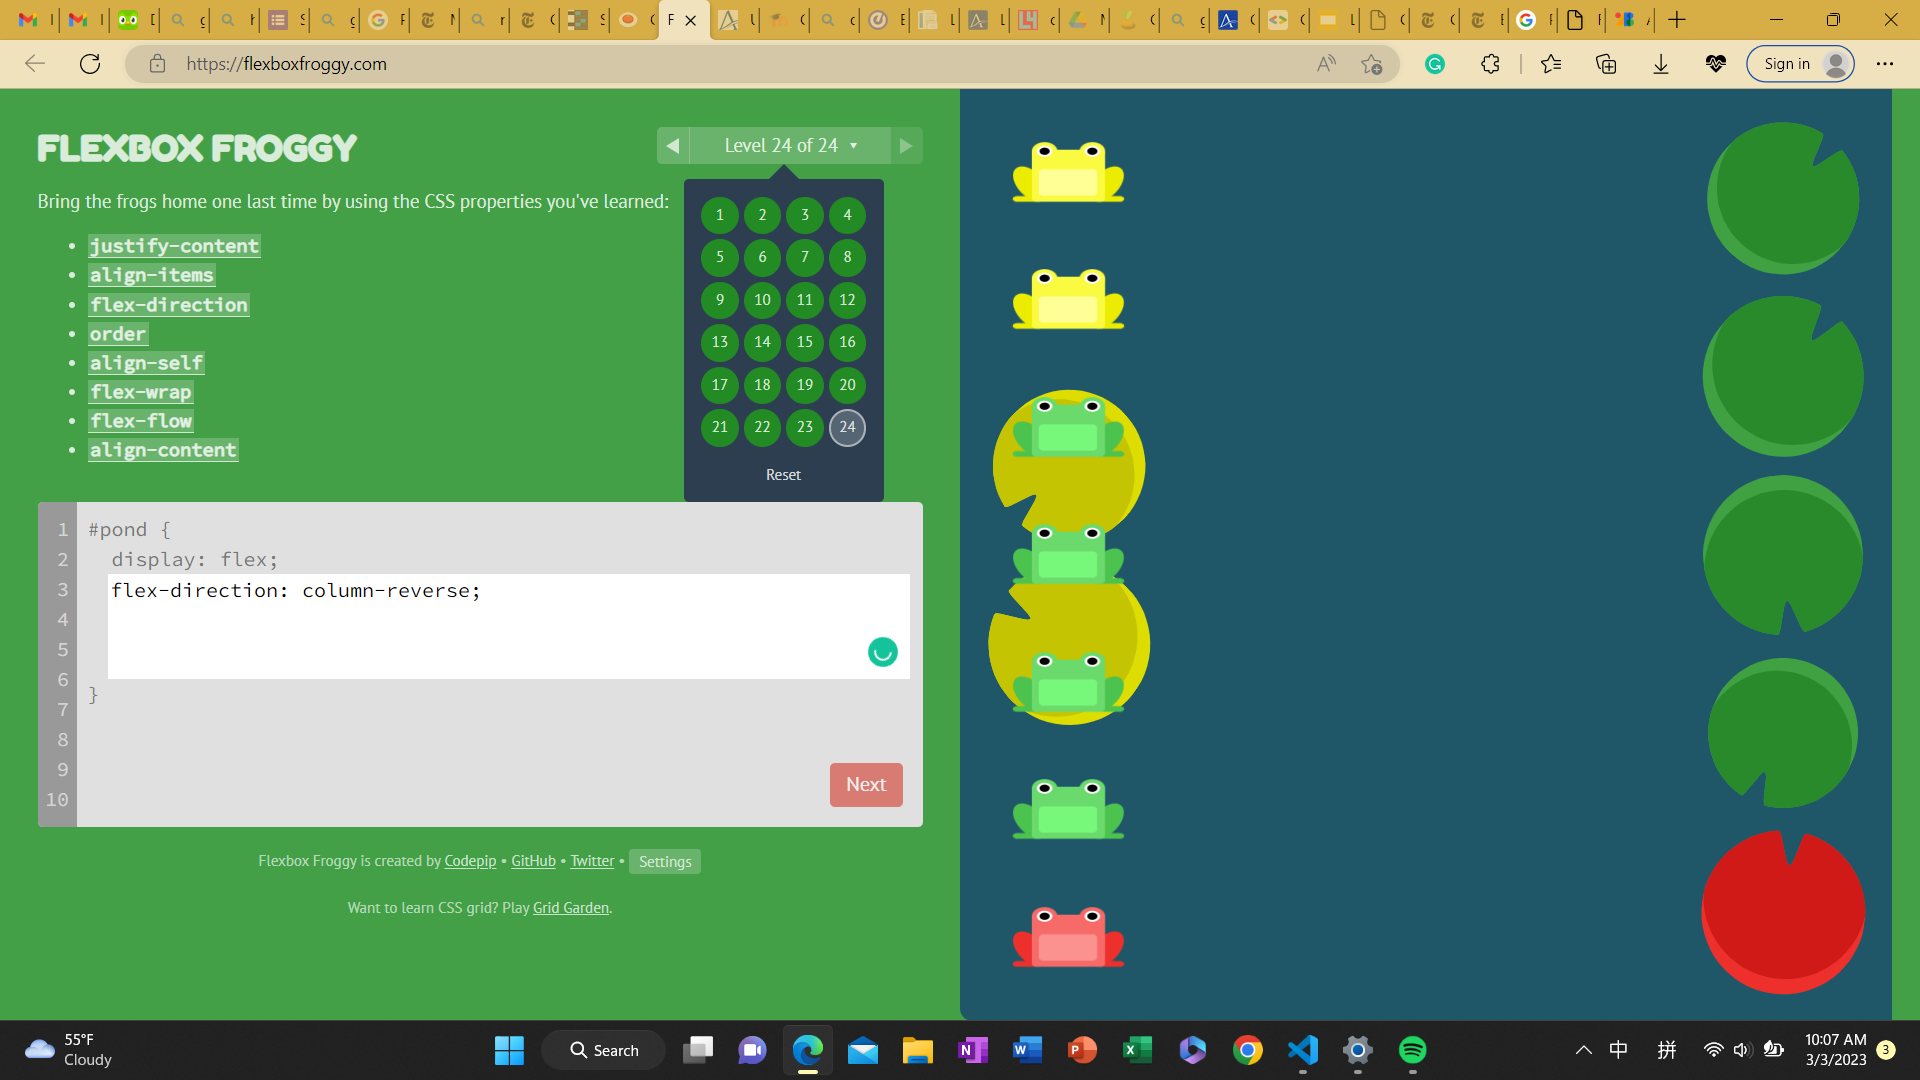 https://flexboxfroggy.com
Sign in
FLEXBOX FROGGY
Level 24 of 24 ▼
Bring the frogs home one last time by using the CSS properties you've learned:
• justify-content
• align-items
• flex-direction
• order
• align-self
• flex-wrap
• flex-flow
• align-content
1 2 3 4
5 6 7 8
9 10 11 12
13 14 15 16
17 18 19 20
21 22 23 24
Reset
1 #pond {
2 display: flex;
3 flex-direction: column-reverse;
4
5
6 }
7
8
9
10
Next
Flexbox Froggy is created by Codepip • GitHub • Twitter • Settings
Want to learn CSS grid? Play Grid Garden.
55°F
Cloudy
Search
中
拼
10:07 AM
3/3/2023
3